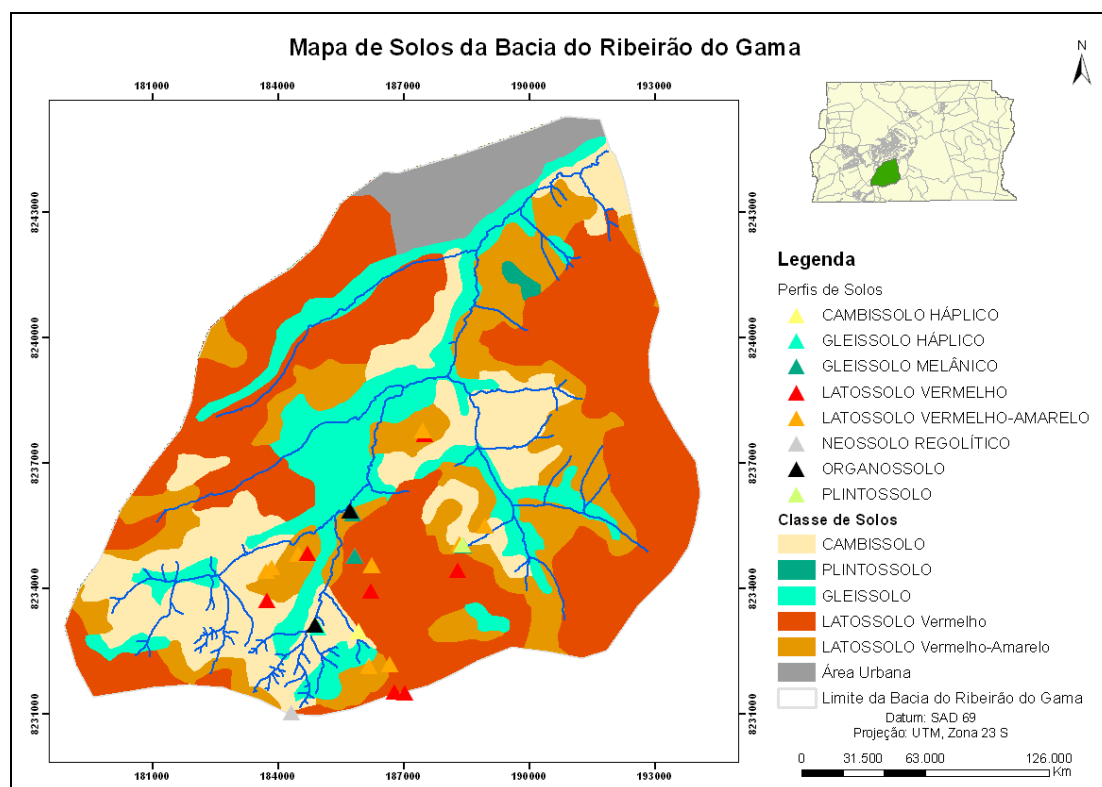 Mapa de Solos da Bacia do Ribeirão do Gama
N
181000 184000 187000 190000 193000
8243000
8240000
8237000
8234000
8231000
8243000
8240000
8237000
8234000
8231000
181000 184000 187000 190000 193000
Legenda
Perfis de Solos
CAMBISSOLO HÁPLICO
GLEISSOLO HÁPLICO
GLEISSOLO MELÂNICO
LATOSSOLO VERMELHO
LATOSSOLO VERMELHO-AMARELO
NEOSSOLO REGOLÍTICO
ORGANOSSOLO
PLINTOSSOLO
Classe de Solos
CAMBISSOLO
PLINTOSSOLO
GLEISSOLO
LATOSSOLO Vermelho
LATOSSOLO Vermelho-Amarelo
Área Urbana
Limite da Bacia do Ribeirão do Gama
Datum: SAD 69
Projeção: UTM, Zona 23 S
0 31.500 63.000 126.000
Km